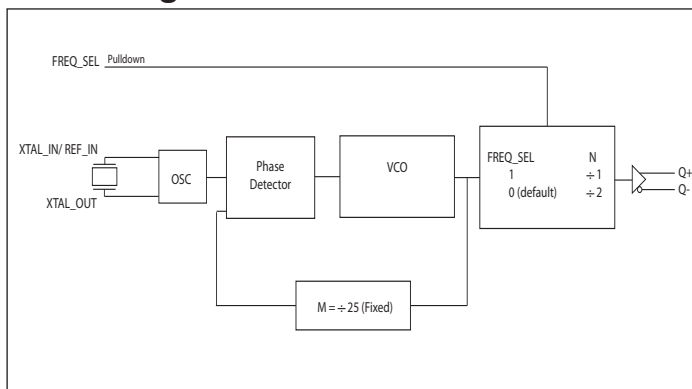 FREQ_SEL Pulldown
XTAL_IN/ REF_IN
XTAL_OUT
OSC
Phase
Detector
VCO
FREQ_SEL N
1 ÷1
0 (default) ÷2
Q+
Q-
M = ÷25 (Fixed)